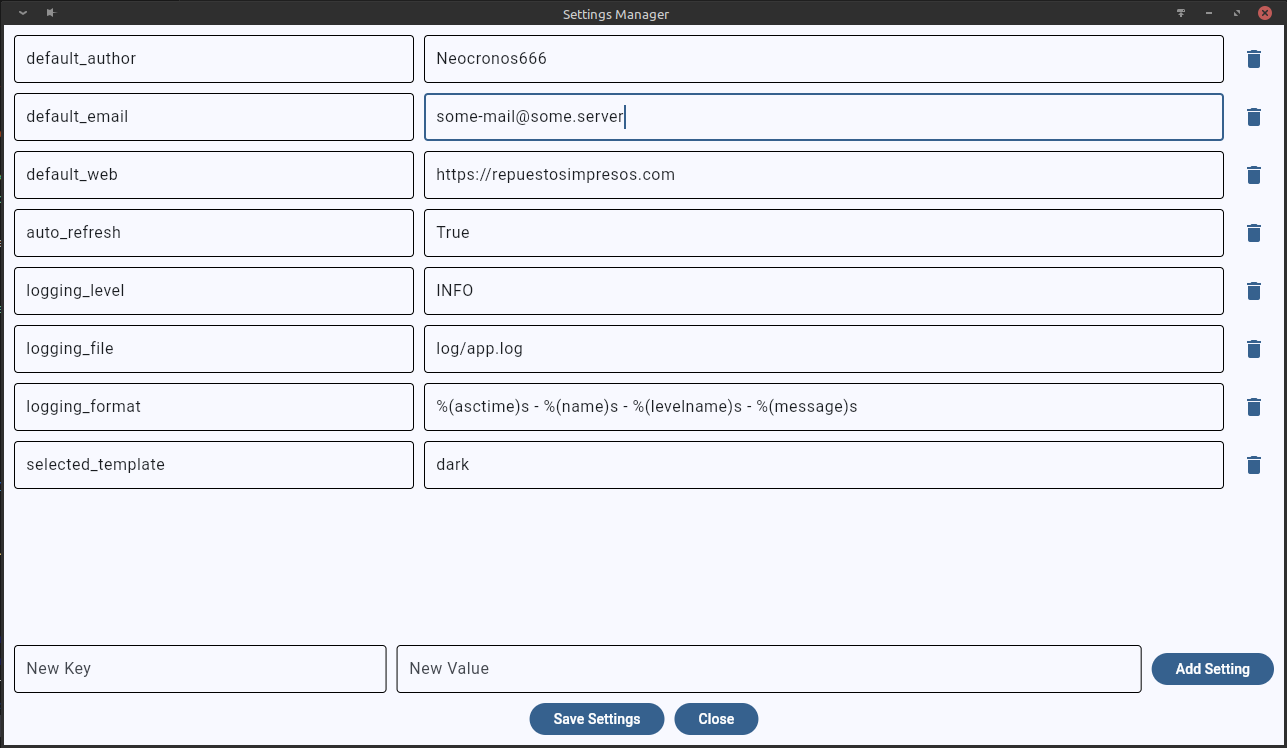 Settings Manager
default_author Neocronos666
default_email some-mail@some.server
default_web https://repuestosimpresos.com
auto_refresh True
logging_level INFO
logging_file log/app.log
logging_format %(asctime)s - %(name)s - %(levelname)s - %(message)s
selected_template dark
New Key New Value Add Setting
Save Settings Close